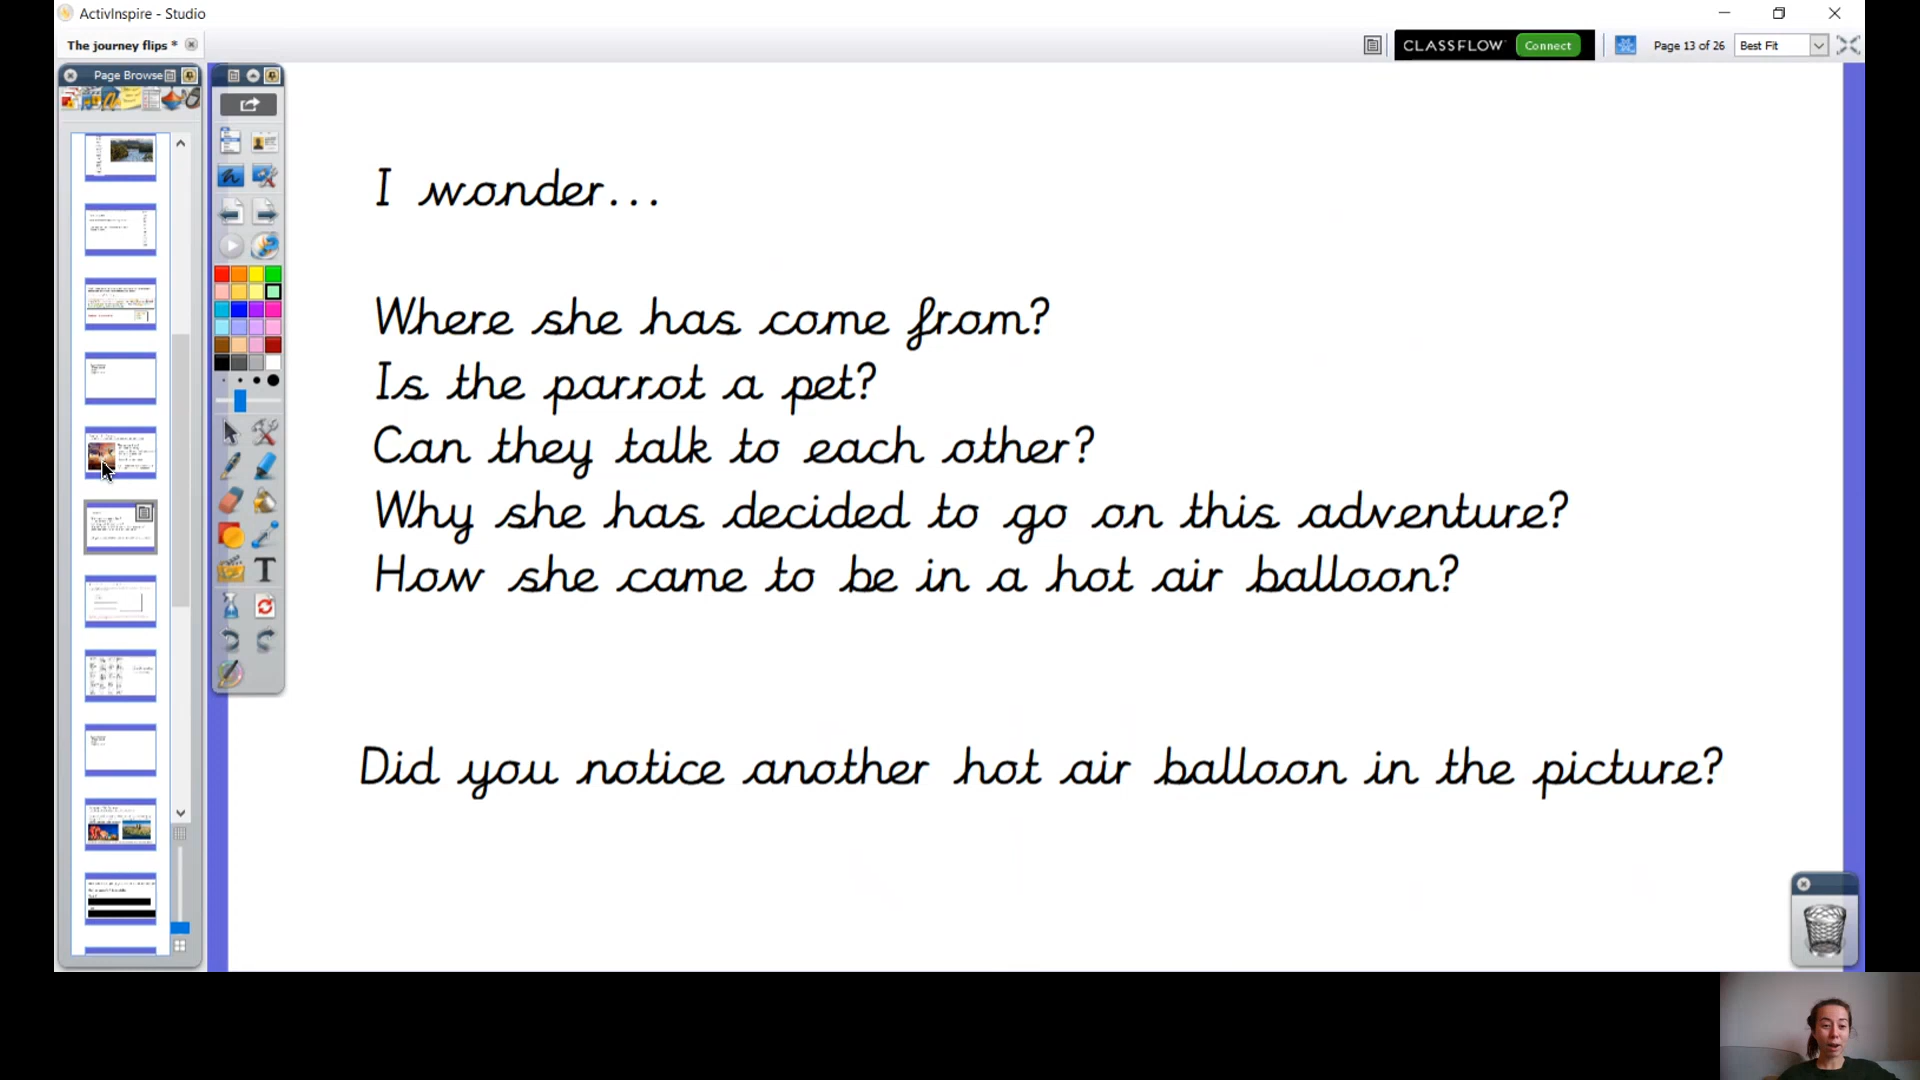 ActivInspire - Studio
The journey flips *
CLASSFLOW Connect
Page 13 of 26
Best Fit
Page Browse
I wonder...
Where she has come from?
Is the parrot a pet?
Can they talk to each other?
Why she has decided to go on this adventure?
How she came to be in a hot air balloon?
Did you notice another hot air balloon in the picture?